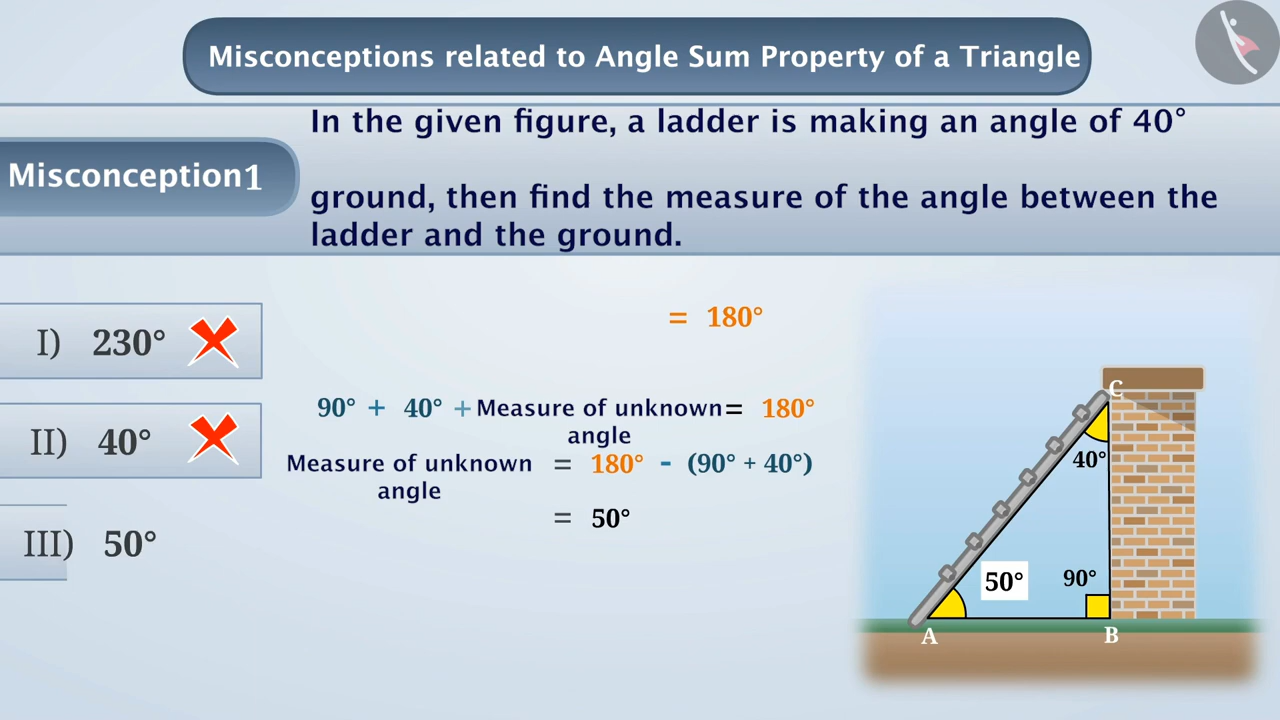 Misconceptions related to Angle Sum Property of a Triangle
In the given figure, a ladder is making an angle of 40°
Misconception1
ground, then find the measure of the angle between the
ladder and the ground.
I) 230°
II) 40°
III) 50°
= 180°
90° + 40° + Measure of unknown = 180°
angle
Measure of unknown = 180° - (90° + 40°)
angle
= 50°
C
40°
50°
90°
A
B